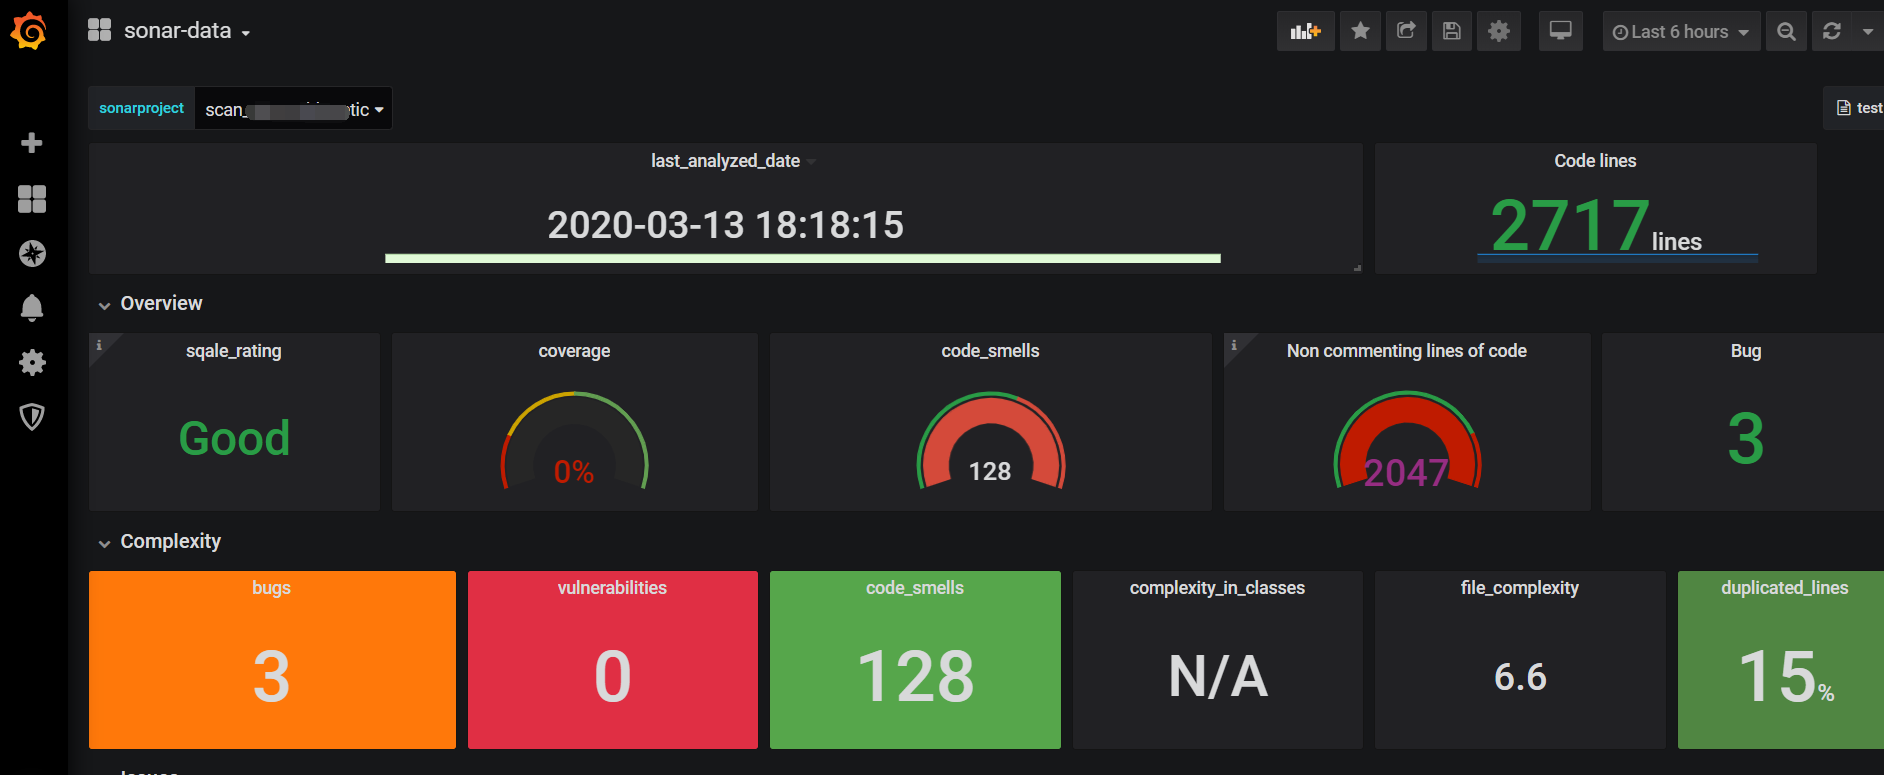 sonar-data
Last 6 hours
sonarproject
scan_ tic
test
last_analyzed_date
2020-03-13 18:18:15
Code lines
2717 lines
Overview
sqale_rating
Good
coverage
0%
code_smells
128
Non commenting lines of code
2047
Bug
3
Complexity
bugs
3
vulnerabilities
0
code_smells
128
complexity_in_classes
N/A
file_complexity
6.6
duplicated_lines
15%